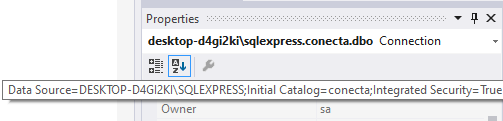 Properties
desktop-d4gi2ki\sqlexpress.conecta.dbo Connection
Data Source=DESKTOP-D4GI2KI\SQLEXPRESS;Initial Catalog=conecta;Integrated Security=True
Owner sa